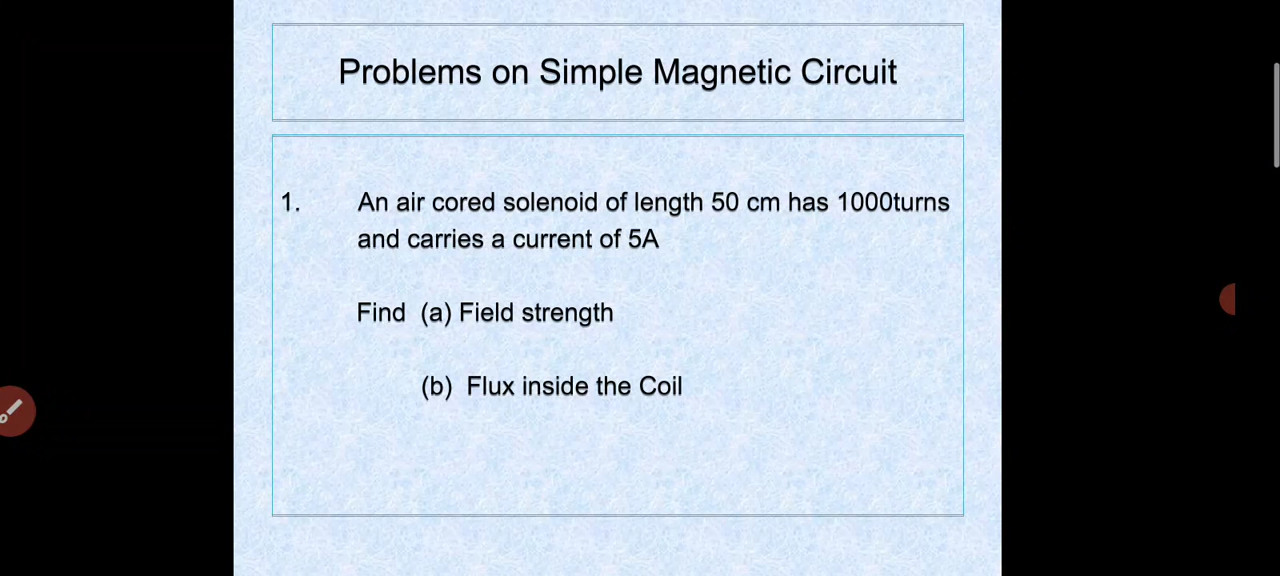 Problems on Simple Magnetic Circuit
1. An air cored solenoid of length 50 cm has 1000turns
and carries a current of 5A
Find (a) Field strength
(b) Flux inside the Coil